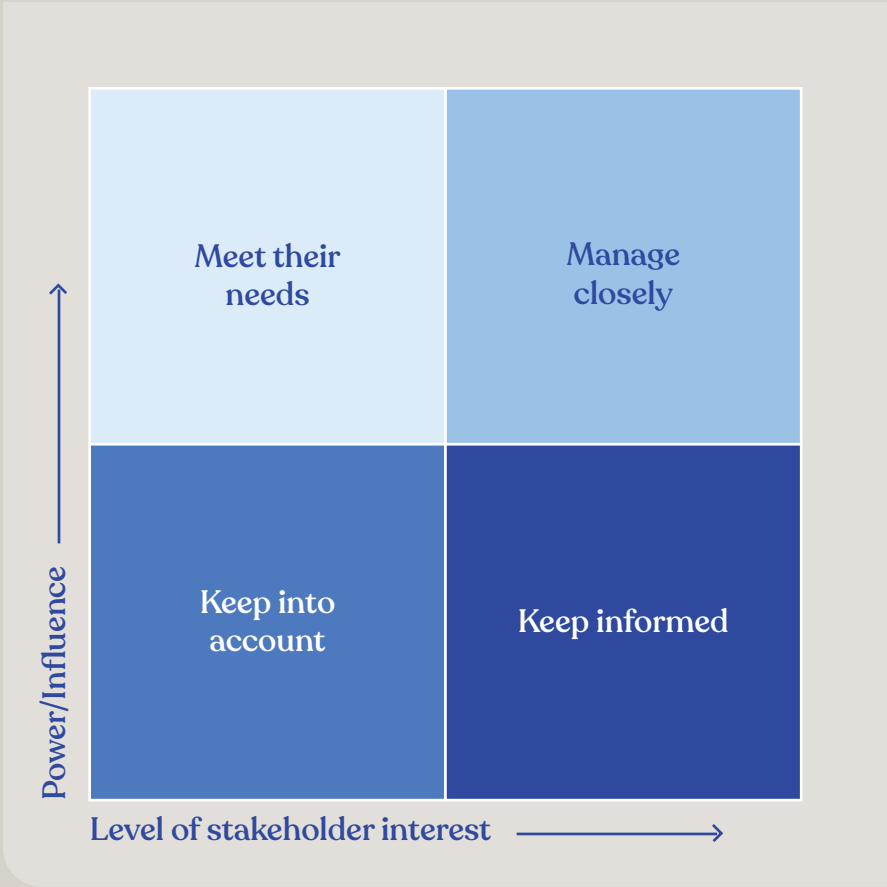 Meet their
needs
Manage
closely
Keep into
account
Keep informed
Power/Influence
Level of stakeholder interest